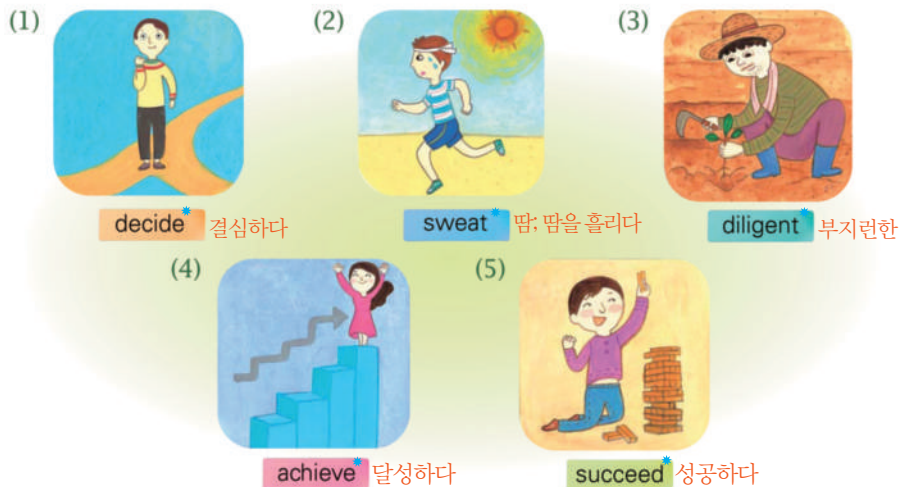 (1) (2) (3)
decide* 결심하다 sweat* 땀; 땀을 흘리다 diligent* 부지런한
(4) (5)
achieve* 달성하다 succeed* 성공하다